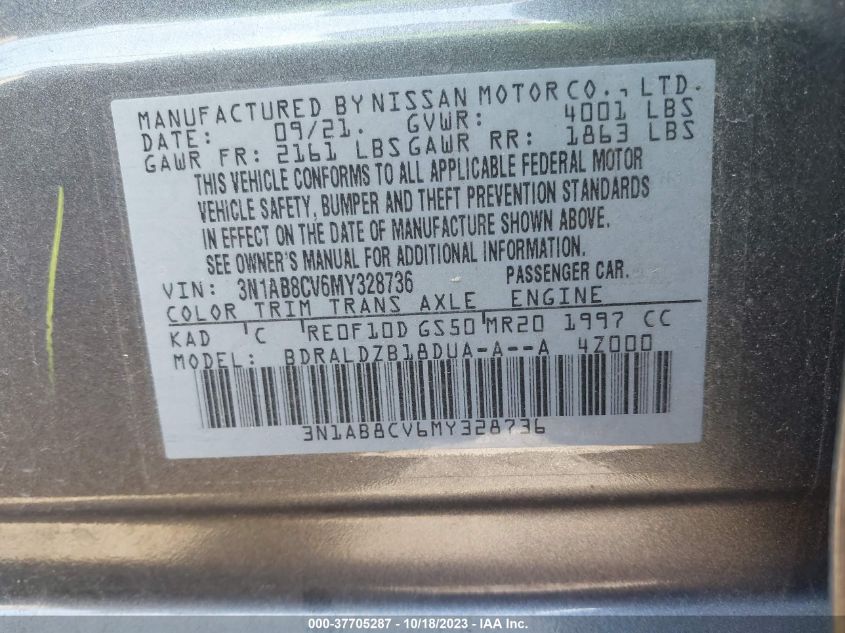 MANUFACTURED BY NISSAN MOTOR CO., LTD.
DATE: 09/21. GVWR: 4001 LBS
GAWR FR: 2161 LBS GAWR RR: 1863 LBS
THIS VEHICLE CONFORMS TO ALL APPLICABLE FEDERAL MOTOR
VEHICLE SAFETY, BUMPER AND THEFT PREVENTION STANDARDS
IN EFFECT ON THE DATE OF MANUFACTURE SHOWN ABOVE.
SEE OWNER'S MANUAL FOR ADDITIONAL INFORMATION.
VIN: 3N1AB8CV6MY328736 PASSENGER CAR.
COLOR TRIM TRANS AXLE ENGINE
KAD C RE0F10D GS50 MR20 1997 CC
MODEL: BDRALDZB18DUA-A--A 4Z000
3N1AB8CV6MY328736
000-37705287 - 10/18/2023 - IAA Inc.